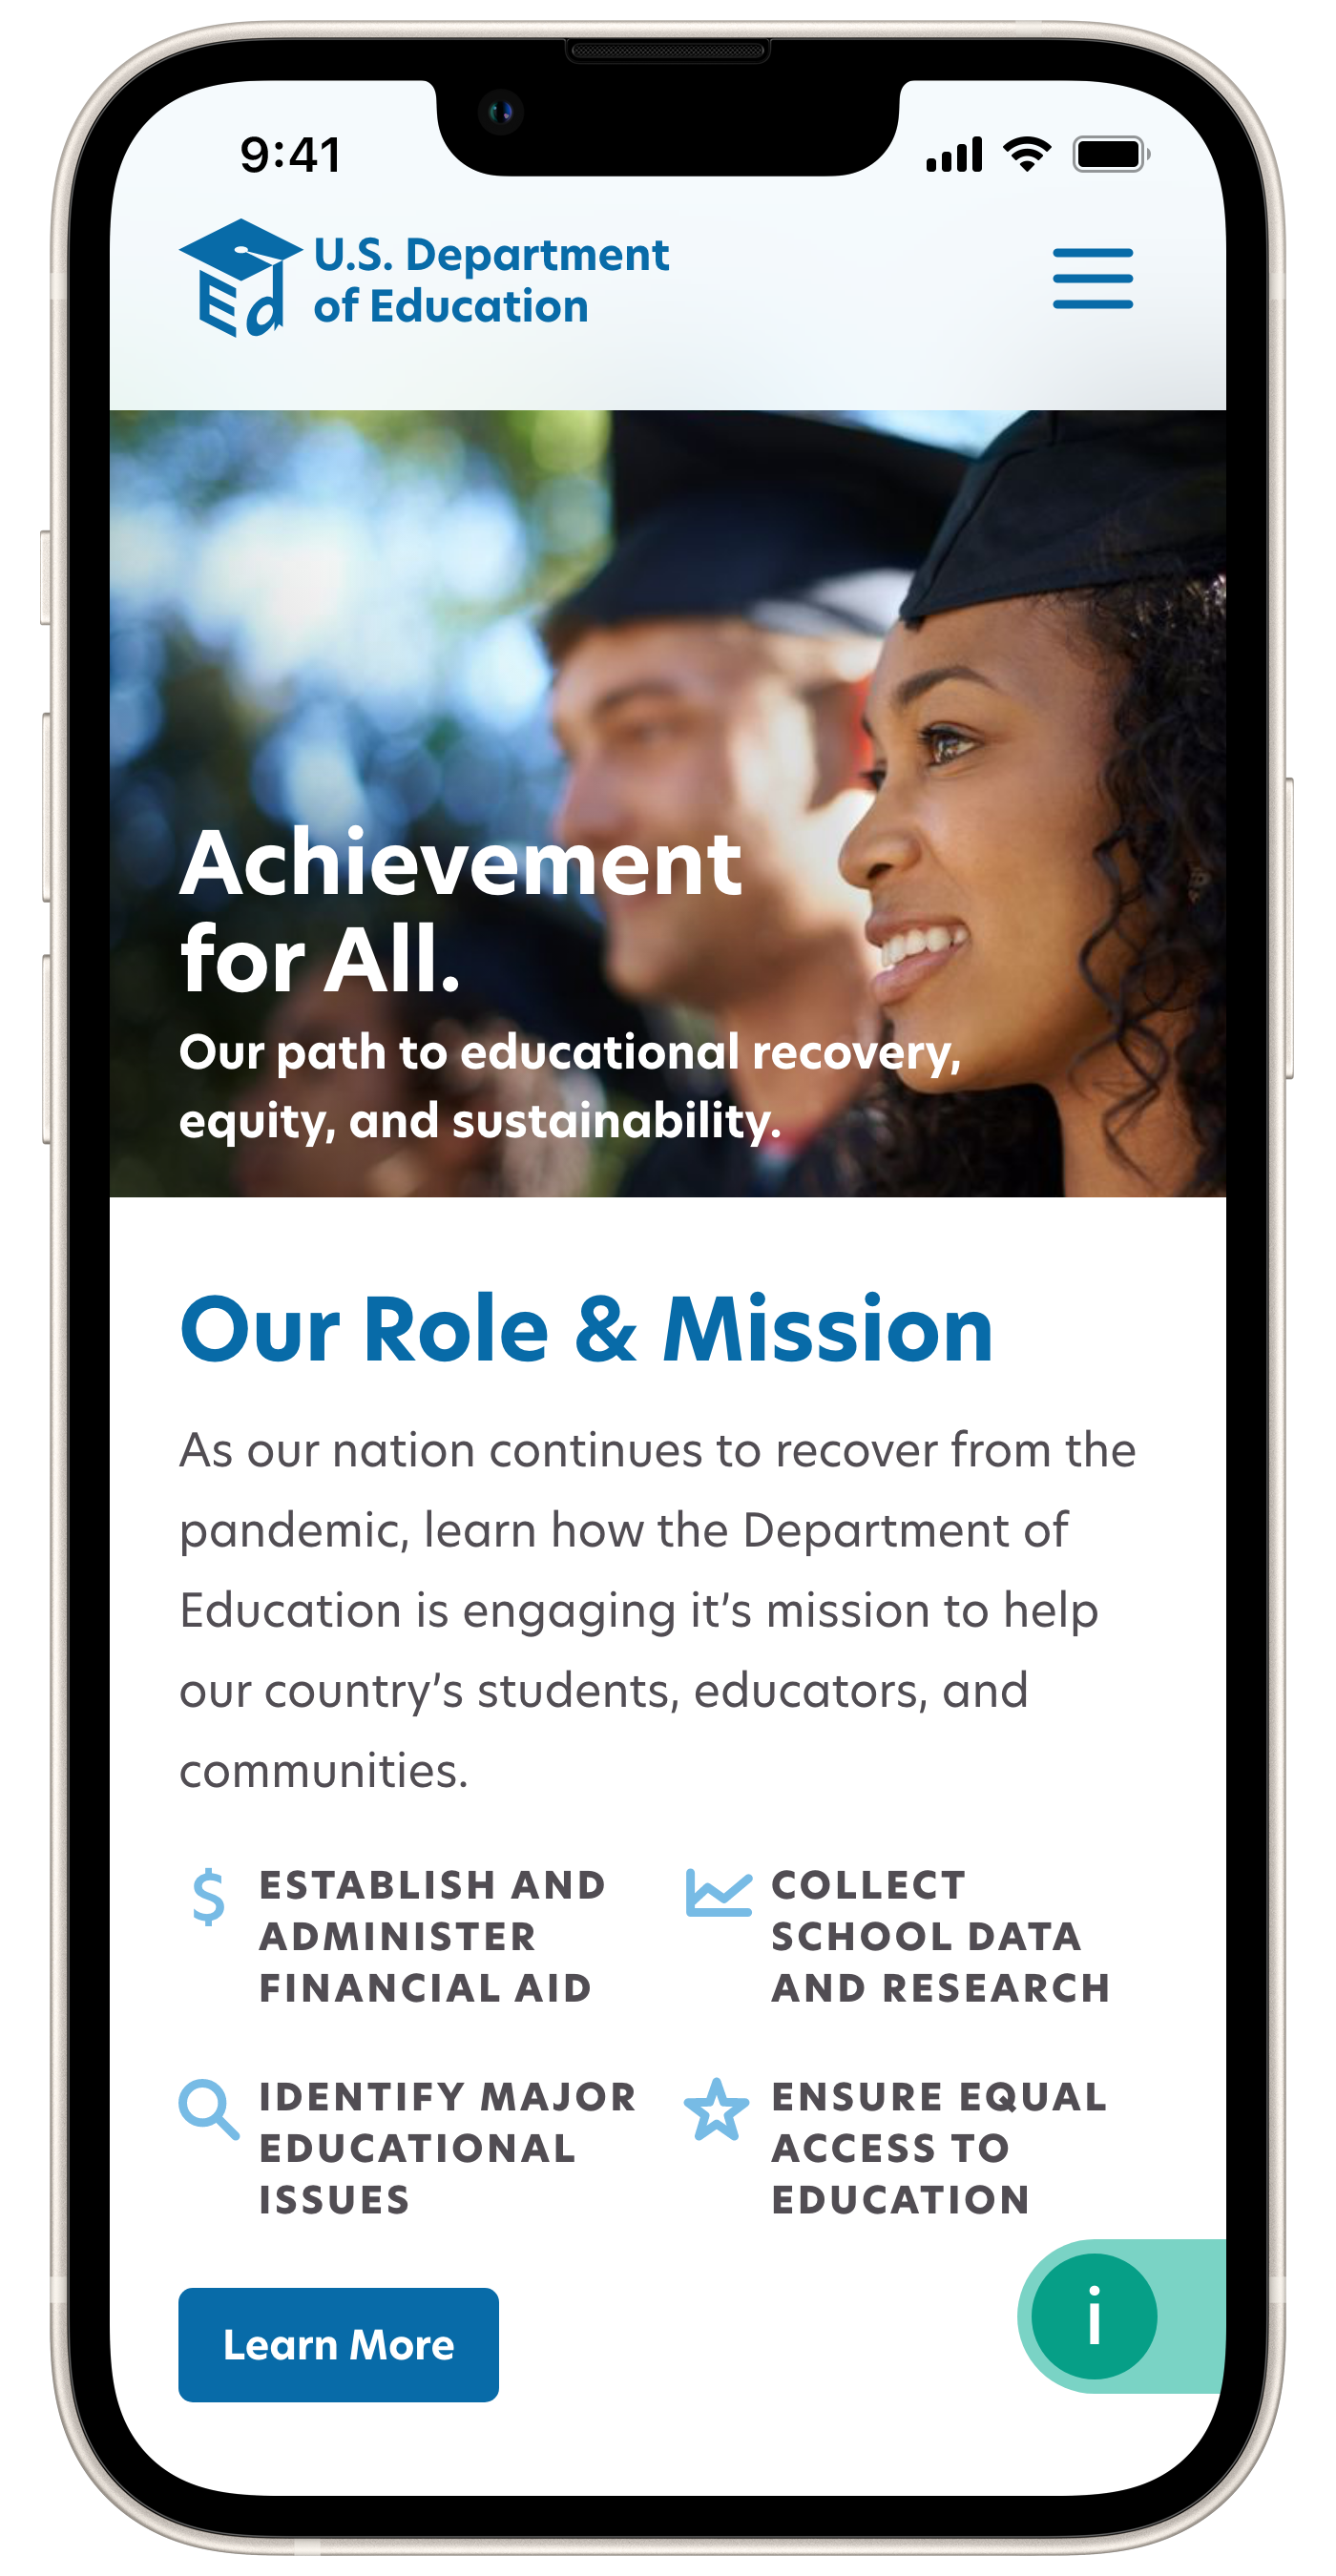 9:41
U.S. Department
of Education
Ed
Achievement
for All.
Our path to educational recovery,
equity, and sustainability.
Our Role & Mission
As our nation continues to recover from the
pandemic, learn how the Department of
Education is engaging it’s mission to help
our country’s students, educators, and
communities.
$
ESTABLISH AND
ADMINISTER
FINANCIAL AID
COLLECT
SCHOOL DATA
AND RESEARCH
IDENTIFY MAJOR
EDUCATIONAL
ISSUES
ENSURE EQUAL
ACCESS TO
EDUCATION
Learn More
i